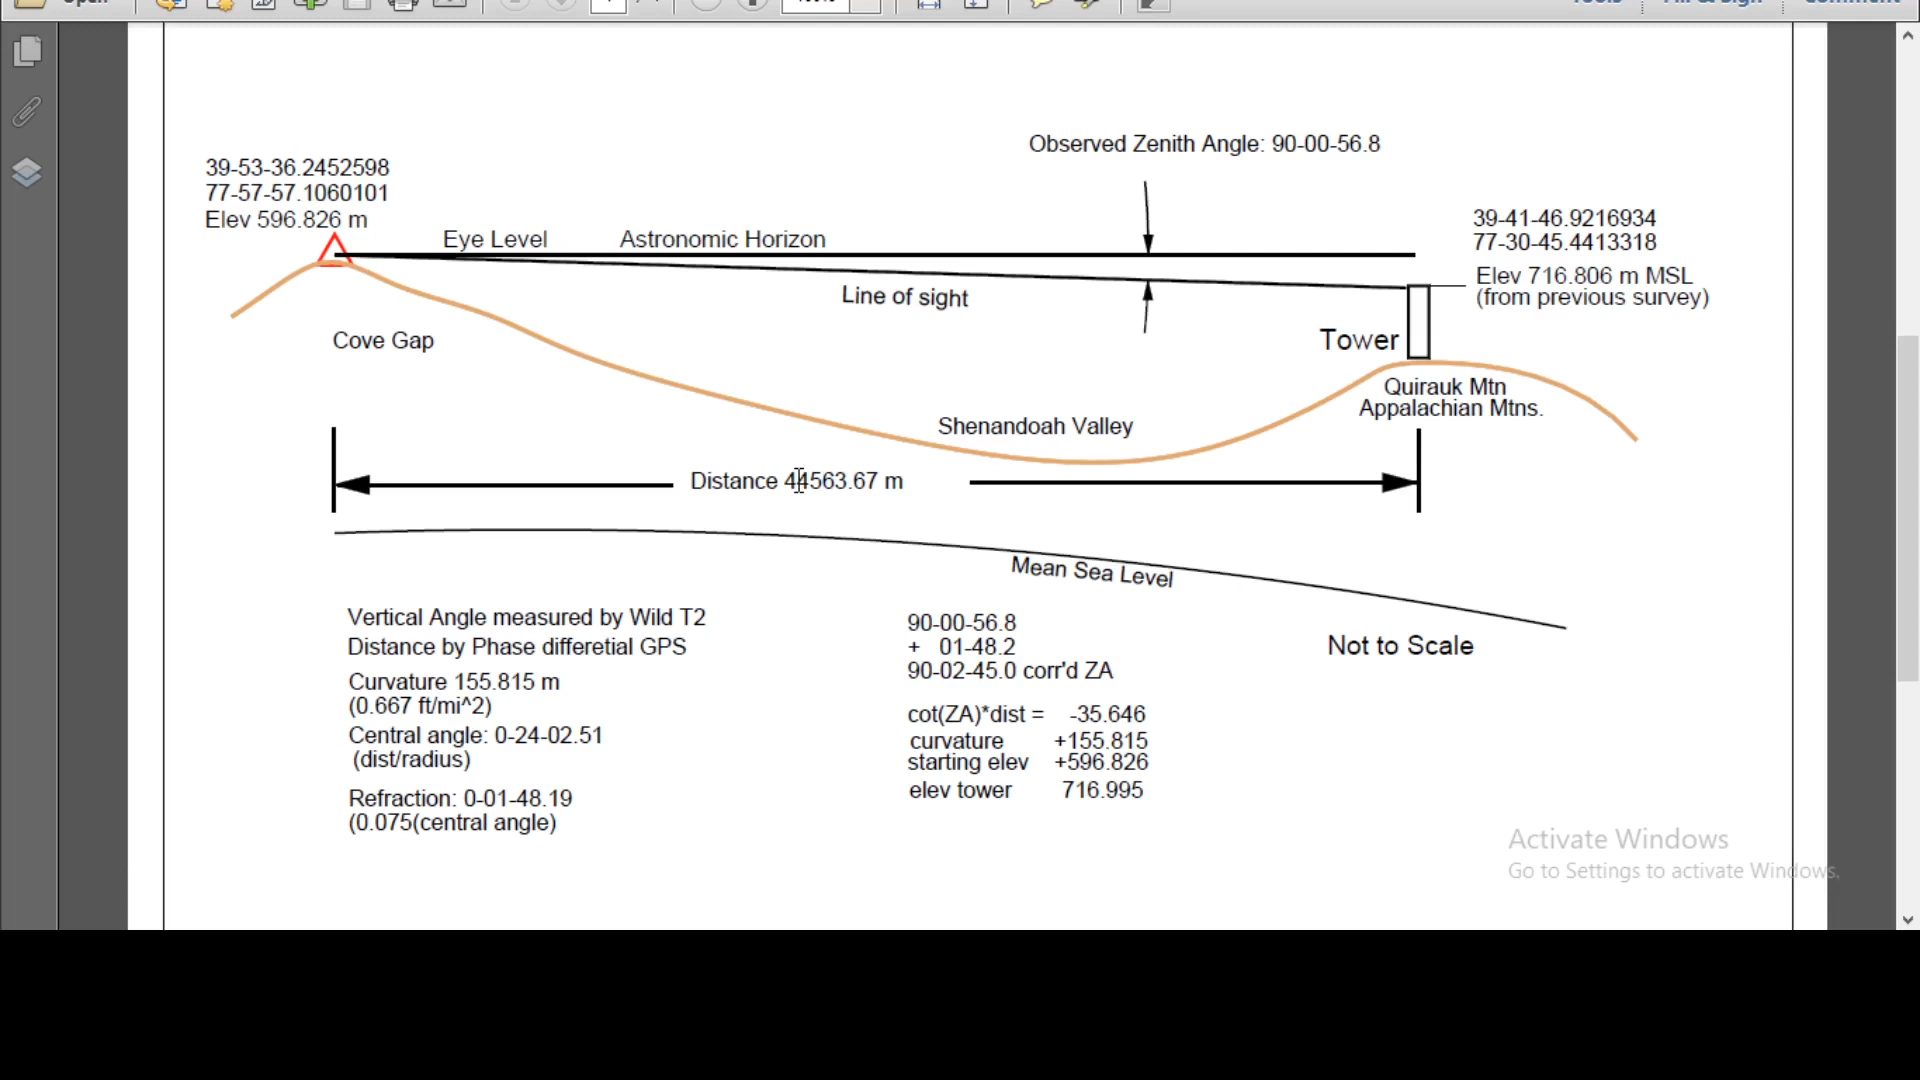 Observed Zenith Angle: 90-00-56.8
39-53-36.2452598
77-57-57.1060101
Elev 596.826 m
39-41-46.9216934
77-30-45.4413318
Eye Level
Astronomic Horizon
Elev 716.806 m MSL
(from previous survey)
Line of sight
Cove Gap
Tower
Quirauk Mtn
Appalachian Mtns.
Shenandoah Valley
Distance 44563.67 m
Mean Sea Level
Not to Scale
Vertical Angle measured by Wild T2
Distance by Phase differetial GPS
Curvature 155.815 m
(0.667 ft/mi^2)
Central angle: 0-24-02.51
(dist/radius)
Refraction: 0-01-48.19
(0.075(central angle)
90-00-56.8
+ 01-48.2
90-02-45.0 corr'd ZA
cot(ZA)*dist = -35.646
curvature +155.815
starting elev +596.826
elev tower 716.995
Activate Windows
Go to Settings to activate Windows.